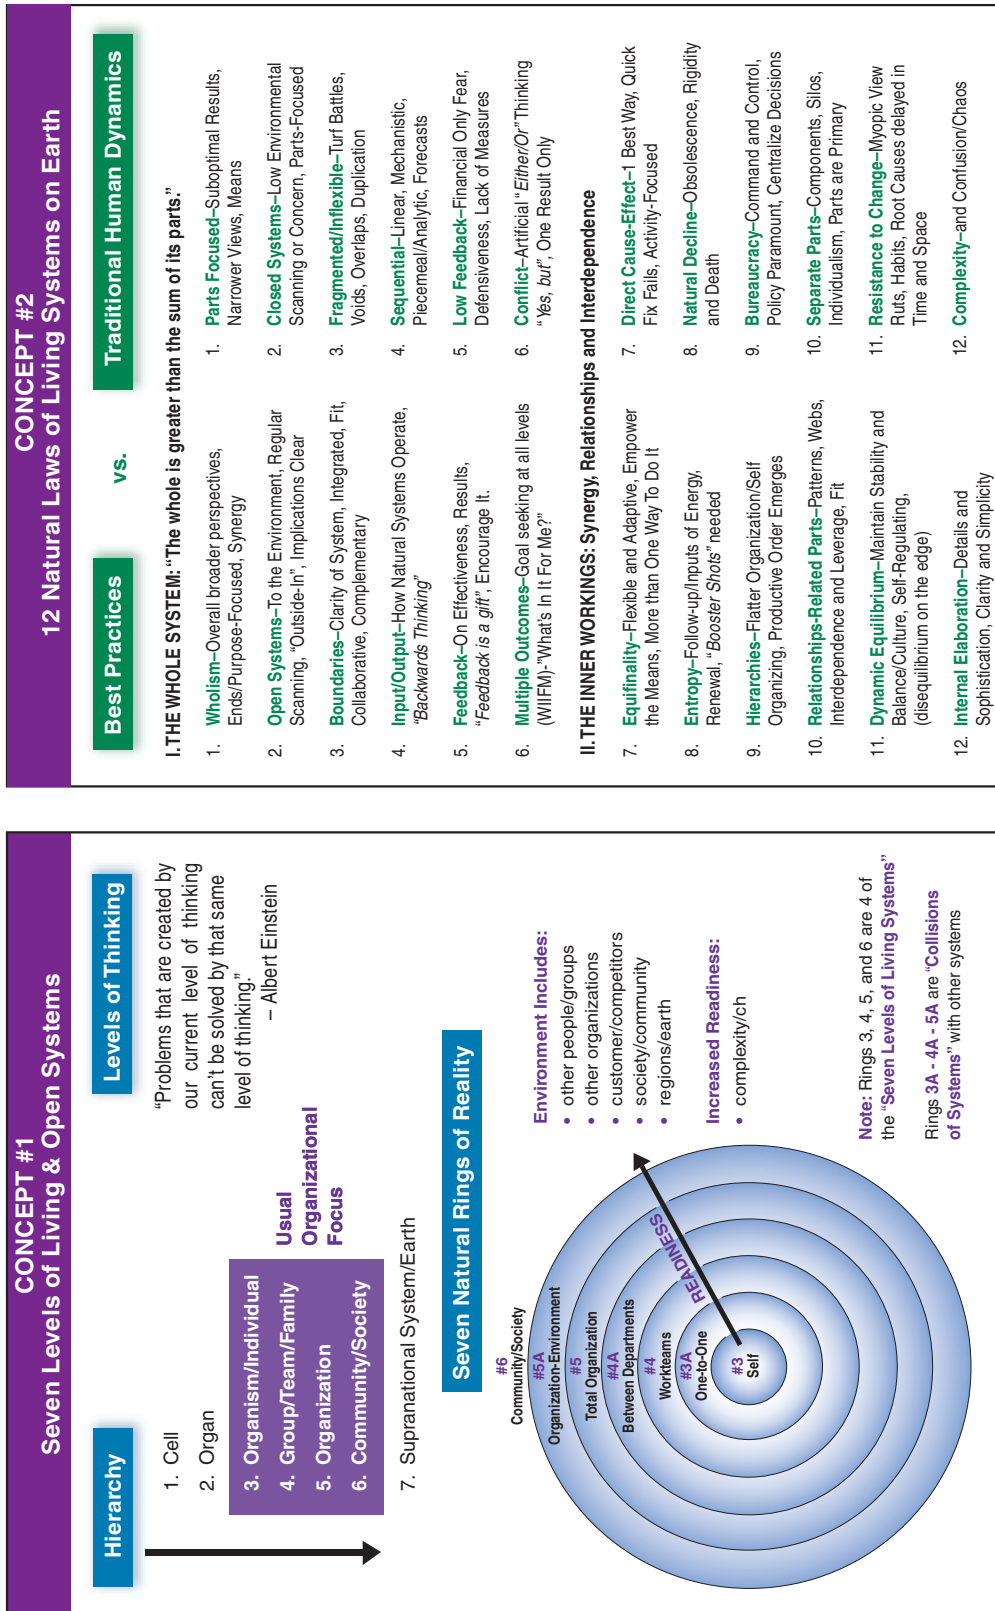 CONCEPT #1
Seven Levels of Living & Open Systems
Hierarchy
Levels of Thinking
1. Cell
2. Organ
3. Organism/Individual
4. Group/Team/Family
5. Organization
6. Community/Society
7. Supranational System/Earth
Usual
Organizational
Focus
“Problems that are created by
our current level of thinking
can't be solved by that same
level of thinking.”
– Albert Einstein
Seven Natural Rings of Reality
#6
Community/Society
#5A
Organization-Environment
#5
Total Organization
#4A
Between Departments
#4
Workteams
#3A
One-to-One
#3
Self
READINESS
Environment Includes:
• other people/groups
• other organizations
• customer/competitors
• society/community
• regions/earth
Increased Readiness:
• complexity/ch
Note: Rings 3, 4, 5, and 6 are 4 of
the “Seven Levels of Living Systems”
Rings 3A - 4A - 5A are “Collisions
of Systems” with other systems
CONCEPT #2
12 Natural Laws of Living Systems on Earth
Best Practices
vs.
Traditional Human Dynamics
I. THE WHOLE SYSTEM: “The whole is greater than the sum of its parts.”
1. Wholism–Overall broader perspectives,
Ends/Purpose-Focused, Synergy
1. Parts Focused–Suboptimal Results,
Narrower Views, Means
2. Open Systems–To the Environment, Regular
Scanning, “Outside-In”, Implications Clear
2. Closed Systems–Low Environmental
Scanning or Concern, Parts-Focused
3. Boundaries–Clarity of System, Integrated, Fit,
Collaborative, Complementary
3. Fragmented/Inflexible–Turf Battles,
Voids, Overlaps, Duplication
4. Input/Output–How Natural Systems Operate,
“Backwards Thinking”
4. Sequential–Linear, Mechanistic,
Piecemeal/Analytic, Forecasts
5. Feedback–On Effectiveness, Results,
“Feedback is a gift”, Encourage It.
5. Low Feedback–Financial Only Fear,
Defensiveness, Lack of Measures
6. Multiple Outcomes–Goal seeking at all levels
(WIIFM)-”What's In It For Me?”
6. Conflict–Artificial “Either/Or”Thinking
“Yes, but”, One Result Only
II. THE INNER WORKINGS: Synergy, Relationships and Interdependence
7. Equifinality–Flexible and Adaptive, Empower
the Means, More than One Way To Do It
7. Direct Cause-Effect–1 Best Way, Quick
Fix Fails, Activity-Focused
8. Entropy–Follow-up/Inputs of Energy,
Renewal, “Booster Shots” needed
8. Natural Decline–Obsolescence, Rigidity
and Death
9. Hierarchies–Flatter Organization/Self
Organizing, Productive Order Emerges
9. Bureaucracy–Command and Control,
Policy Paramount, Centralize Decisions
10. Relationships-Related Parts–Patterns, Webs,
Interdependence and Leverage, Fit
10. Separate Parts–Components, Silos,
Individualism, Parts are Primary
11. Dynamic Equilibrium–Maintain Stability and
Balance/Culture, Self-Regulating,
(disequilibrium on the edge)
11. Resistance to Change–Myopic View
Ruts, Habits, Root Causes delayed in
Time and Space
12. Internal Elaboration–Details and
Sophistication, Clarity and Simplicity
12. Complexity–and Confusion/Chaos